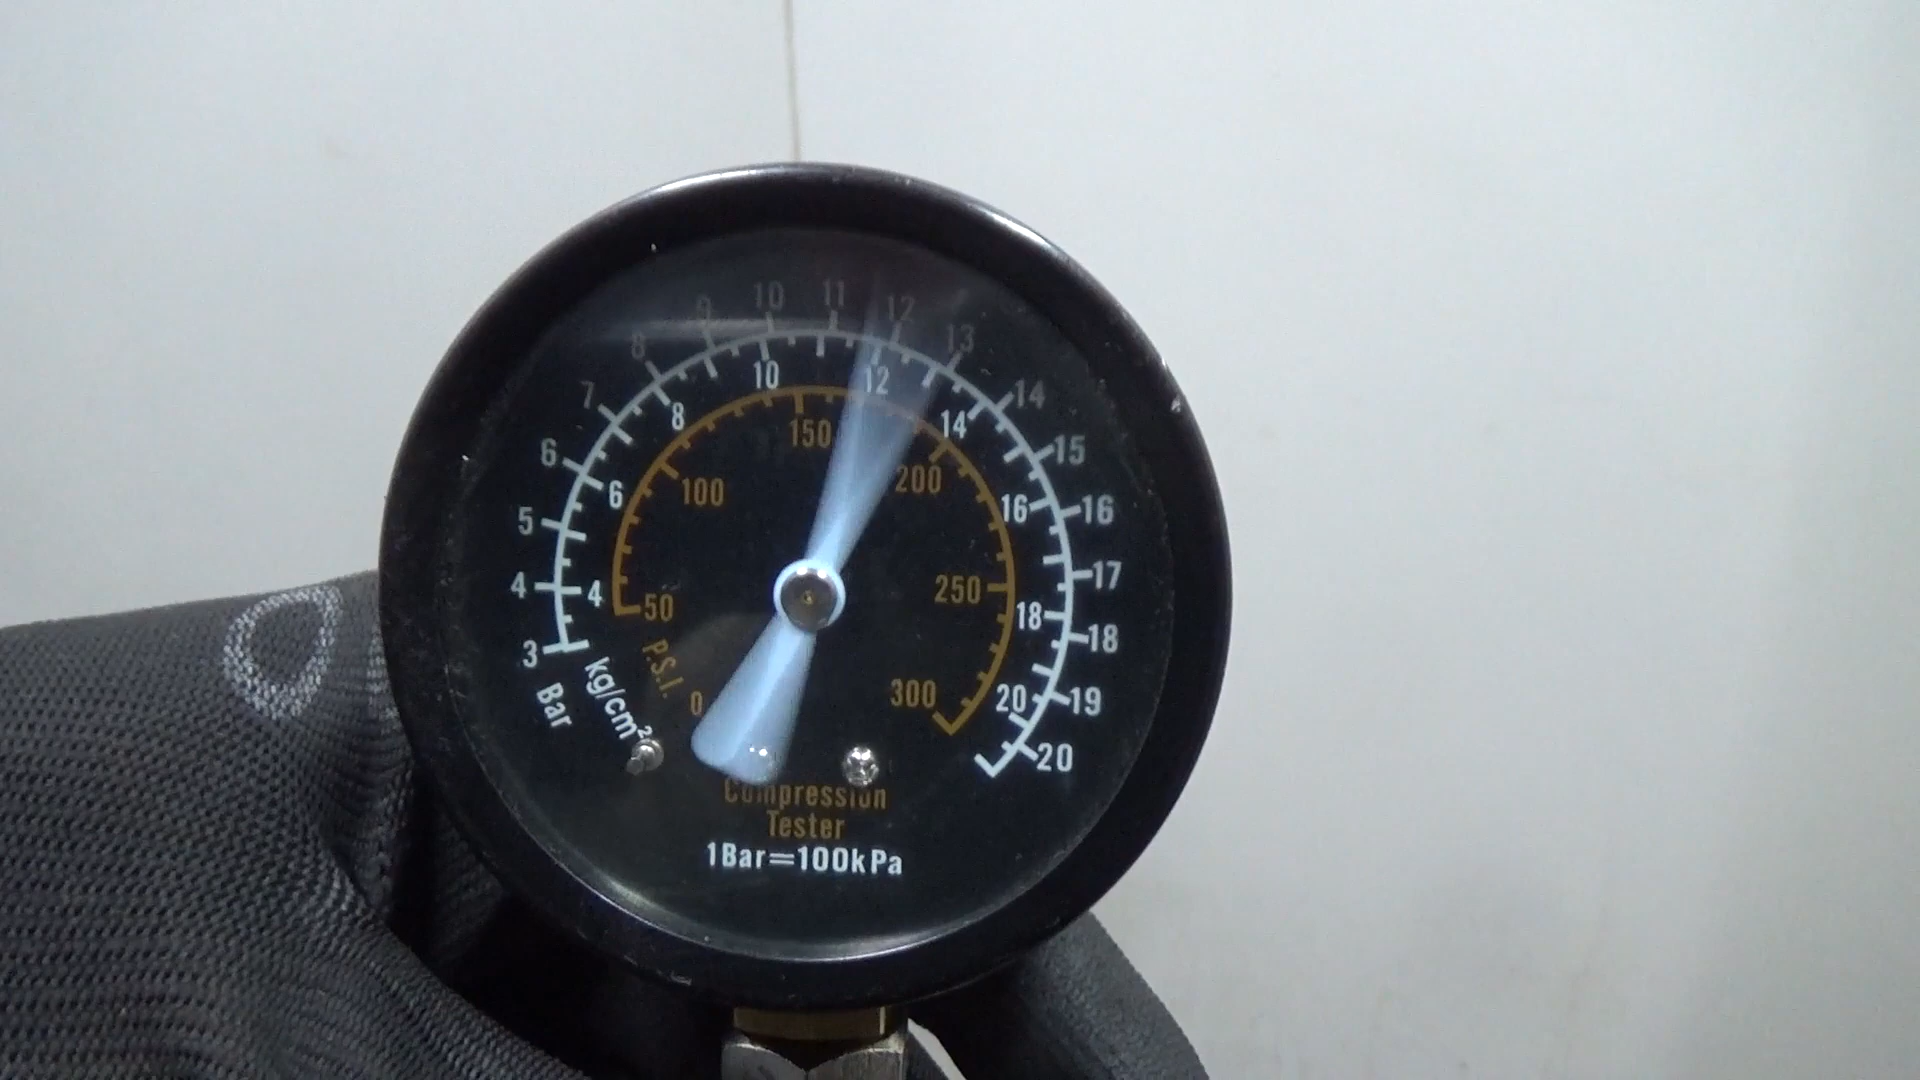 3 4 5 6 7 8 9 10 11 12 13 14 15 16 17 18 19 20
Bar
4 6 8 10 12 14 16 18 20
kg/cm²
0 50 100 150 200 250 300
P.S.I.
Compression
Tester
1Bar=100kPa